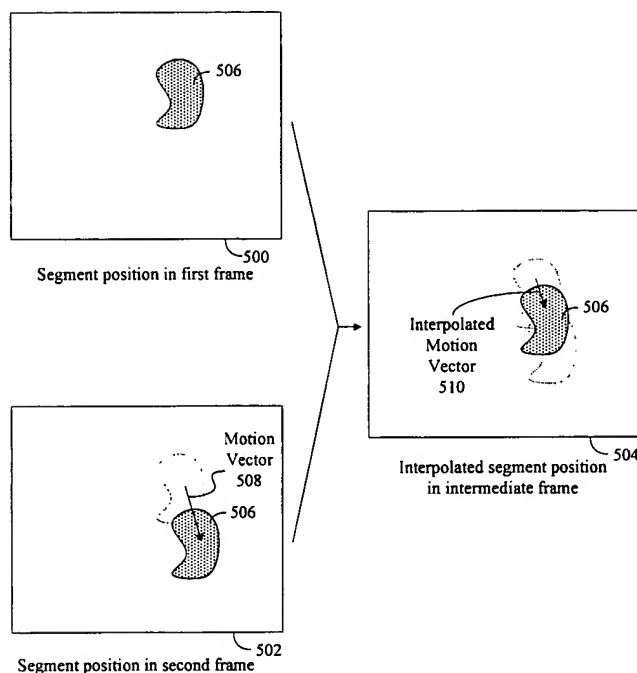 506
500
Segment position in first frame
Interpolated
Motion
Vector
510
506
504
Interpolated segment position
in intermediate frame
Motion
Vector
508
506
502
Segment position in second frame